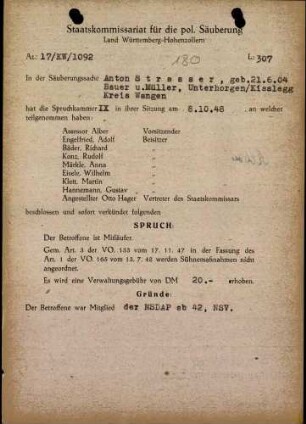 Staatskommissariat für die pol. Säuberung
Land Württemberg-Hohenzollern
Az.: 17/KW/1092
180
L: 307
In der Säuberungssache Anton Strasser, geb.21.6.04
Bauer u.Müller, Unterhorgen/Kisslegg
Kreis Wangen
hat die Spruchkammer IX in ihrer Sitzung am 8.10.48, an welcher
teilgenommen haben:
Assessor Alber Vorsitzender
Engelfried, Adolf Beisitzer
Bäder, Richard "
Konz, Rudolf "
Märkle, Anna "
Eisele, Wilhelm "
Klett, Martin "
Hannemann, Gustav "
Angestellter Otto Hager Vertreter des Staatskommissars
beschlossen und sofort verkündet folgenden
SPRUCH:
Der Betroffene ist Mitläufer.
Gem. Art. 3 der VO. 133 vom 17. 11. 47 in der Fassung des
Art. 1 der VO. 165 vom 13. 7. 48 werden Sühnemaßnahmen nicht
angeordnet.
Es wird eine Verwaltungsgebühr von DM 20.- erhoben.
Gründe:
Der Betroffene war Mitglied der NSDAP ab 42, NSV.